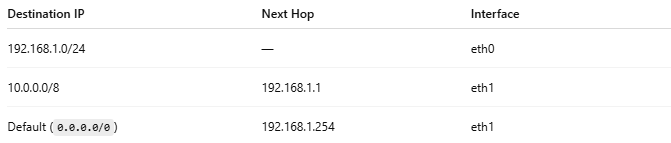 Destination IP Next Hop Interface
192.168.1.0/24 — eth0
10.0.0.0/8 192.168.1.1 eth1
Default (0.0.0.0/0) 192.168.1.254 eth1